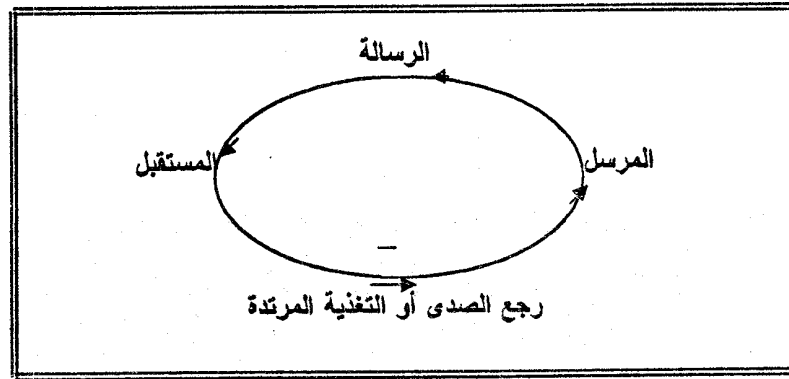 الرسالة
المرسل
المستقبل
رجع الصدى أو التغذية المرتدة